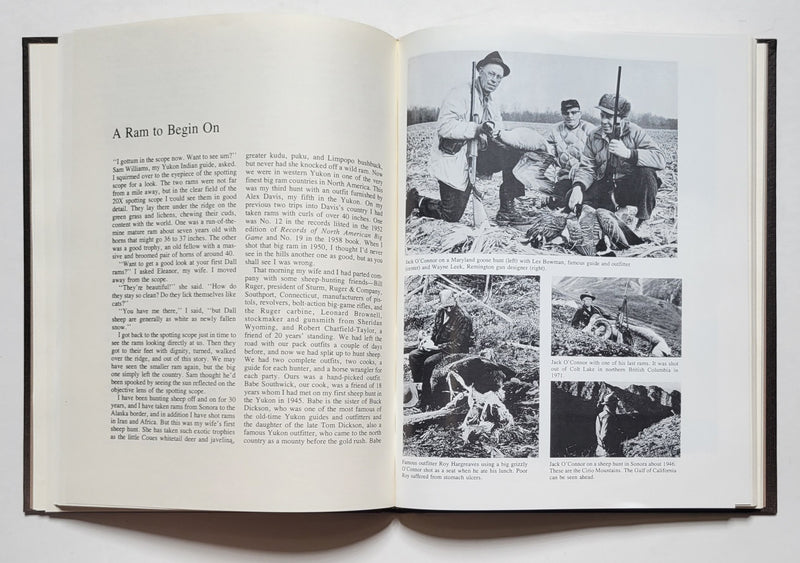 A Ram to Begin On
"I gottum in the scope now. Want to see um?"
Sam Williams, my Yukon Indian guide, asked.
I squirmed over to the eyepiece of the spotting
scope for a look. The two rams were not far
from a mile away, but in the clear field of the
20X spotting scope I could see them in good
detail. They lay there under the ridge on the
green grass and lichens, chewing their cuds,
content with the world. One was a run-of-the-
mine mature ram about seven years old with
horns that might go 36 to 37 inches. The other
was a good trophy, an old fellow with a mas-
sive and broomed pair of horns of around 40.
"Want to get a good look at your first Dall
rams?" I asked Eleanor, my wife. I moved
away from the scope.
"They're beautiful!" she said. "How do
they stay so clean? Do they lick themselves like
cats?"
"You have me there," I said, "but Dall
sheep are generally as white as newly fallen
snow."
I got back to the spotting scope just in time to
see the rams looking directly at us. Then they
got to their feet with dignity, turned, walked
over the ridge, and out of this story. We may
have seen the smaller ram again, but the big
one simply left the country. Sam thought he'd
been spooked by seeing the sun reflected on the
objective lens of the spotting scope.
I have been hunting sheep off and on for 30
years, and I have taken rams from Sonora to the
Alaska border, and in addition I have shot rams
in Iran and Africa. But this was my wife's first
sheep hunt. She has taken such exotic trophies
as the little Coues whitetail deer and javelina,
greater kudu, puku, and Limpopo bushbuck,
but never had she knocked off a wild ram. Now
we were in western Yukon in one of the very
finest big ram countries in North America. This
was my third hunt with an outfit furnished by
Alex Davis, my fifth in the Yukon. On my
previous two trips into Davis's country I had
taken rams with curls of over 40 inches. One
was No. 12 in the records listed in the 1952
edition of Records of North American Big
Game and No. 19 in the 1958 book. When I
shot that big ram in 1950, I thought I'd never
see in the hills another one as good, but as you
shall see I was wrong.
That morning my wife and I had parted com-
pany with some sheep-hunting friends—Bill
Ruger, president of Sturm, Ruger & Company,
Southport, Connecticut, manufacturers of pis-
tols, revolvers, bolt-action big-game rifles, and
the Ruger carbine, Leonard Brownell,
stockmaker and gunsmith from Sheridan
Wyoming, and Robert Chatfield-Taylor, a
friend of 20 years' standing. We had left the
road with our pack outfits a couple of days
before, and now we had split up to hunt sheep.
We had two complete outfits, two cooks, a
guide for each hunter, and a horse wrangler for
each party. Ours was a hand-picked outfit.
Babe Southwick, our cook, was a friend of 18
years whom I had met on my first sheep hunt in
the Yukon in 1945. Babe is the sister of Buck
Dickson, who was one of the most famous of
the old-time Yukon guides and outfitters and
the daughter of the late Tom Dickson, also a
famous Yukon outfitter, who came to the north
country as a mounty before the gold rush. Babe
Jack O'Connor on a Maryland goose hunt (left) with Lee Bowman, famous guide and outfitter
(center) and Wayne Leek, Remington gun designer (right).
Jack O'Connor with one of his last rams. It was shot
out of Colt Lake in northern British Columbia in
1971.
Famous outfitter Roy Hargreaves using a big grizzly
O'Connor shot as a seat when he ate his lunch. Poor
Roy suffered from stomach ulcers.
Jack O'Connor on a sheep hunt in Sonora about 1946.
These are the Cirio Mountains. The Gulf of California
can be seen ahead.